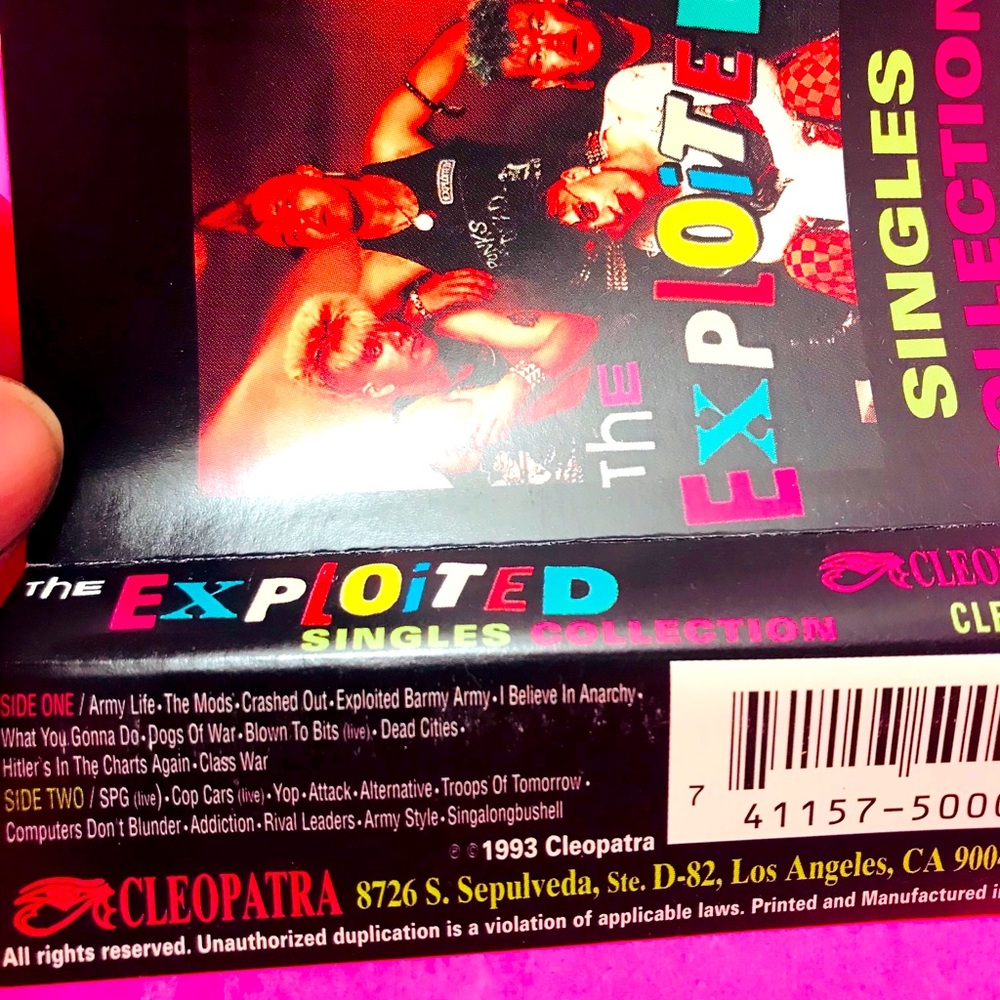 EXPLOITED
THE
EXPLOiTE
SINGLES
THE EXPLOiTED
SINGLES COLLECTION
CLEO
SIDE ONE / Army Life • The Mods • Crashed Out • Exploited Barmy Army • I Believe In Anarchy •
What You Gonna Do • Dogs Of War • Blown To Bits (live) • Dead Cities •
Hitler's In The Charts Again • Class War
SIDE TWO / SPG (live) • Cop Cars (live) • Yop • Attack • Alternative • Troops Of Tomorrow •
Computers Don't Blunder • Addiction • Rival Leaders • Army Style • Singalongbushell
℗ © 1993 Cleopatra
7 41157-500
CLEOPATRA 8726 S. Sepulveda, Ste. D-82, Los Angeles, CA 900
All rights reserved. Unauthorized duplication is a violation of applicable laws. Printed and Manufactured